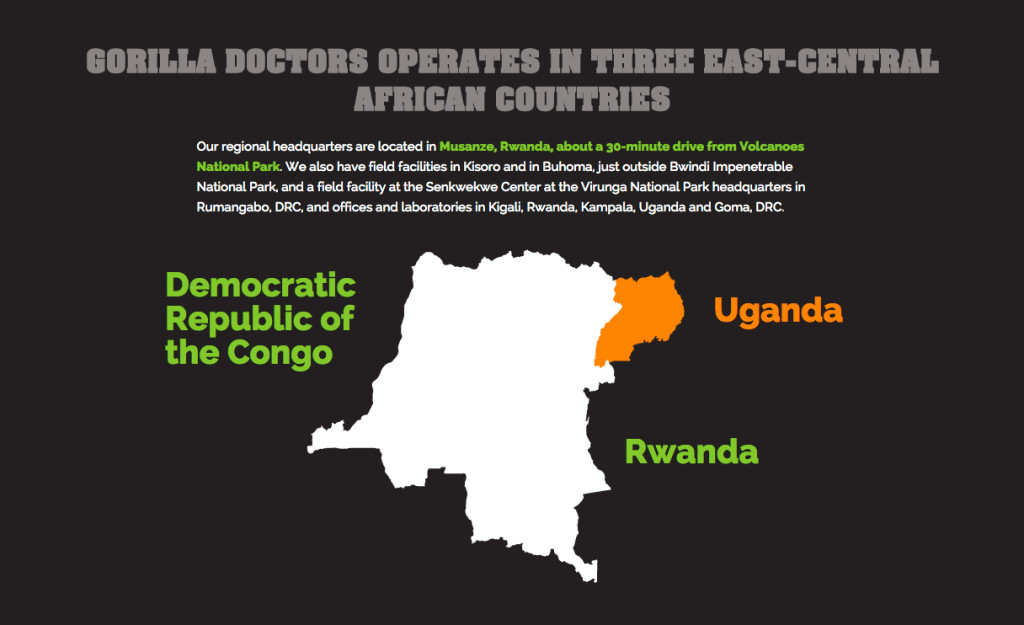 GORILLA DOCTORS OPERATES IN THREE EAST-CENTRAL
AFRICAN COUNTRIES
Our regional headquarters are located in Musanze, Rwanda, about a 30-minute drive from Volcanoes
National Park. We also have field facilities in Kisoro and in Buhoma, just outside Bwindi Impenetrable
National Park, and a field facility at the Senkwekwe Center at the Virunga National Park headquarters in
Rumangabo, DRC, and offices and laboratories in Kigali, Rwanda, Kampala, Uganda and Goma, DRC.
Democratic
Republic of
the Congo
Uganda
Rwanda